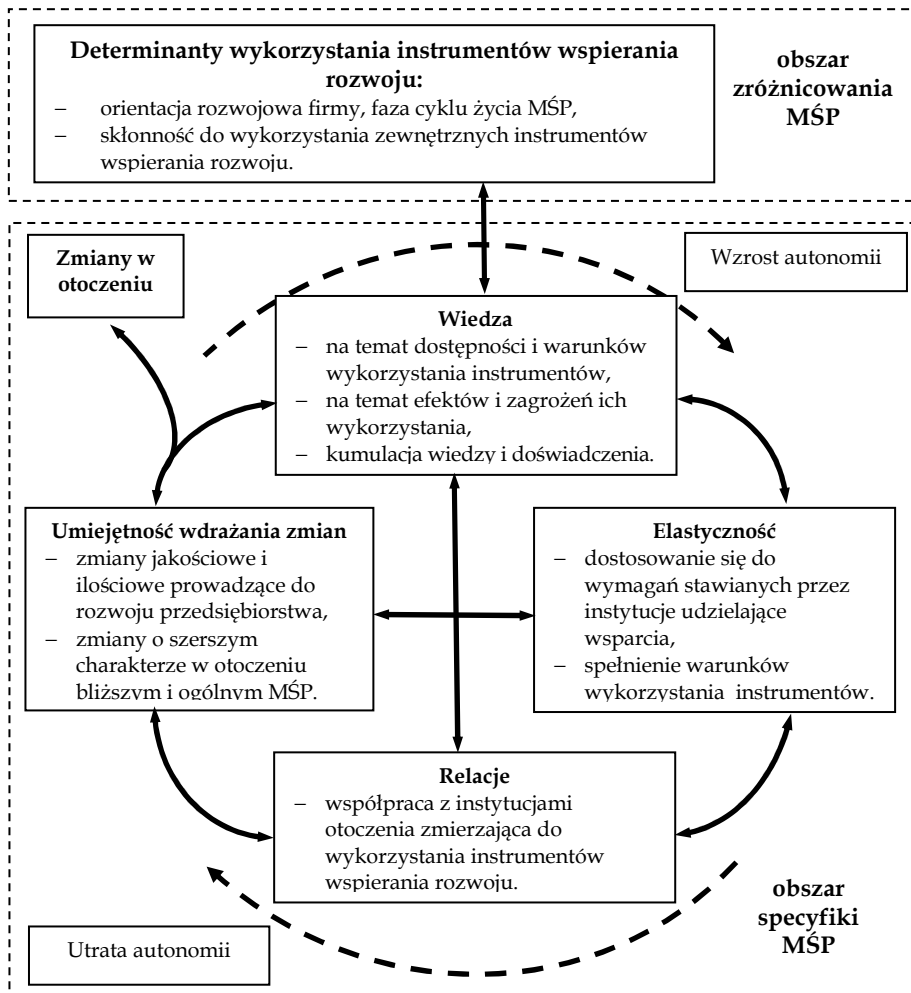 Determinanty wykorzystania instrumentów wspierania
rozwoju:
– orientacja rozwojowa firmy, faza cyklu życia MŚP,
– skłonność do wykorzystania zewnętrznych instrumentów
wspierania rozwoju.
obszar
zróżnicowania
MŚP
Zmiany w
otoczeniu
Wzrost autonomii
Wiedza
– na temat dostępności i warunków
wykorzystania instrumentów,
– na temat efektów i zagrożeń ich
wykorzystania,
– kumulacja wiedzy i doświadczenia.
Umiejętność wdrażania zmian
– zmiany jakościowe i
ilościowe prowadzące do
rozwoju przedsiębiorstwa,
– zmiany o szerszym
charakterze w otoczeniu
bliższym i ogólnym MŚP.
Elastyczność
– dostosowanie się do
wymagań stawianych przez
instytucje udzielające
wsparcia,
– spełnienie warunków
wykorzystania instrumentów.
Relacje
– współpraca z instytucjami
otoczenia zmierzająca do
wykorzystania instrumentów
wspierania rozwoju.
Utrata autonomii
obszar
specyfiki
MŚP